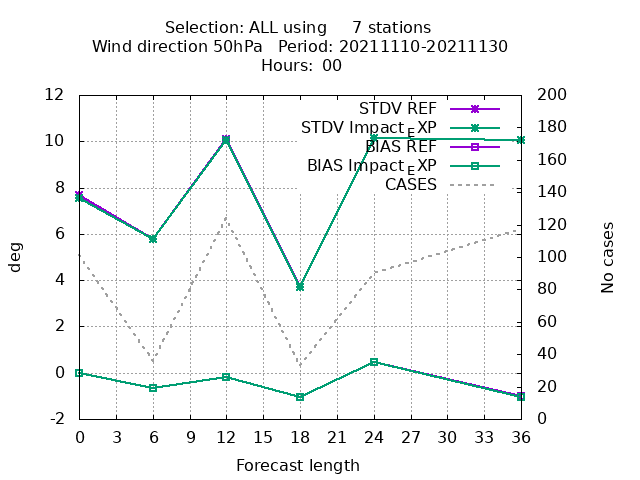 Selection: ALL using 7 stations
Wind direction 50hPa Period: 20211110-20211130
Hours: 00
STDV REF
STDV Impact_EXP
BIAS REF
BIAS Impact_EXP
CASES
12
10
8
6
4
2
0
-2
deg
200
180
160
140
120
100
80
60
40
20
0
No cases
0 3 6 9 12 15 18 21 24 27 30 33 36
Forecast length